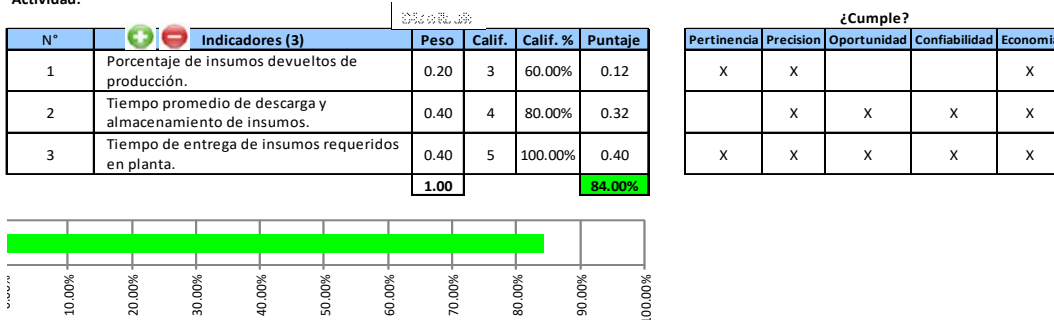 Actividad:
¿Cumple?
N° Indicadores (3) Peso Calif. Calif. % Puntaje Pertinencia Precision Oportunidad Confiabilidad Economia
1 Porcentaje de insumos devueltos de producción. 0.20 3 60.00% 0.12 X X X
2 Tiempo promedio de descarga y almacenamiento de insumos. 0.40 4 80.00% 0.32 X X X X
3 Tiempo de entrega de insumos requeridos en planta. 0.40 5 100.00% 0.40 X X X X X
1.00 84.00%
10.00% 20.00% 30.00% 40.00% 50.00% 60.00% 70.00% 80.00% 90.00% 100.00%